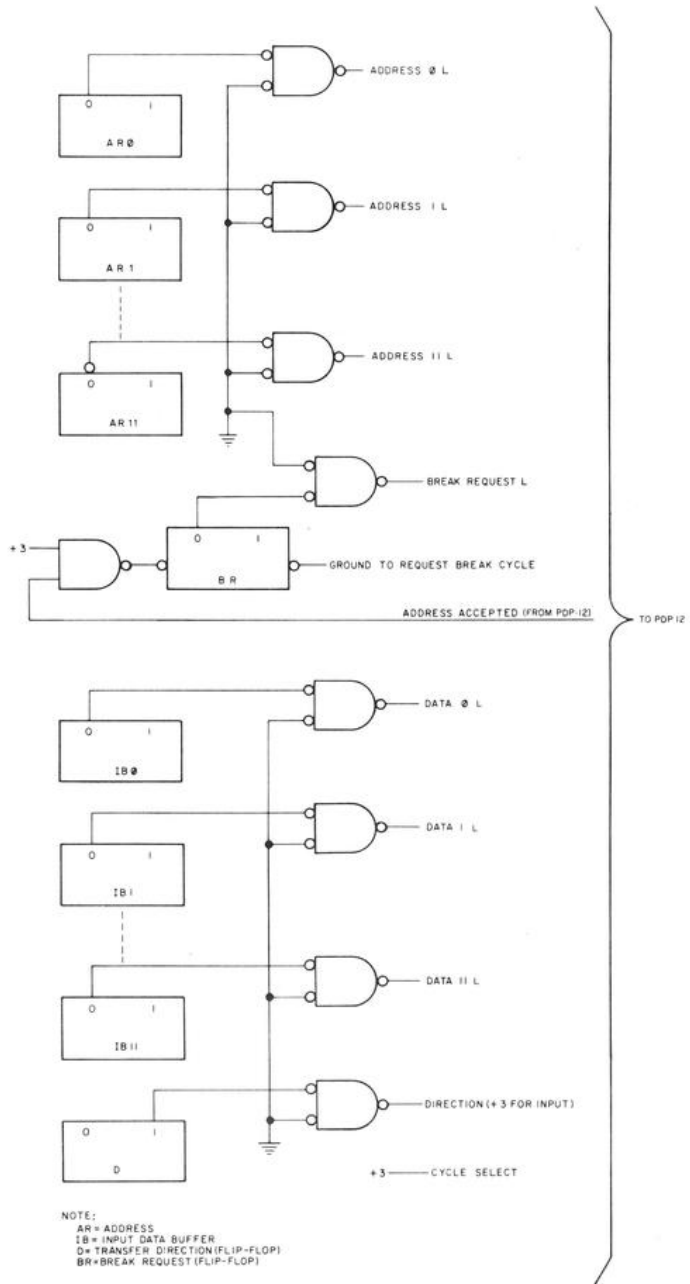 ADDRESS Ø L
0 1
AR Ø
ADDRESS 1 L
0 1
AR 1
ADDRESS 11 L
0 1
AR11
BREAK REQUEST L
+3
0 1
BR
GROUND TO REQUEST BREAK CYCLE
ADDRESS ACCEPTED (FROM PDP-12)
TO PDP 12
DATA Ø L
0 1
IB Ø
DATA 1 L
0 1
IB1
DATA 11 L
0 1
IB11
DIRECTION (+3 FOR INPUT)
0 1
D
+3 CYCLE SELECT
NOTE:
AR = ADDRESS
IB = INPUT DATA BUFFER
D = TRANSFER DIRECTION (FLIP-FLOP)
BR = BREAK REQUEST (FLIP-FLOP)